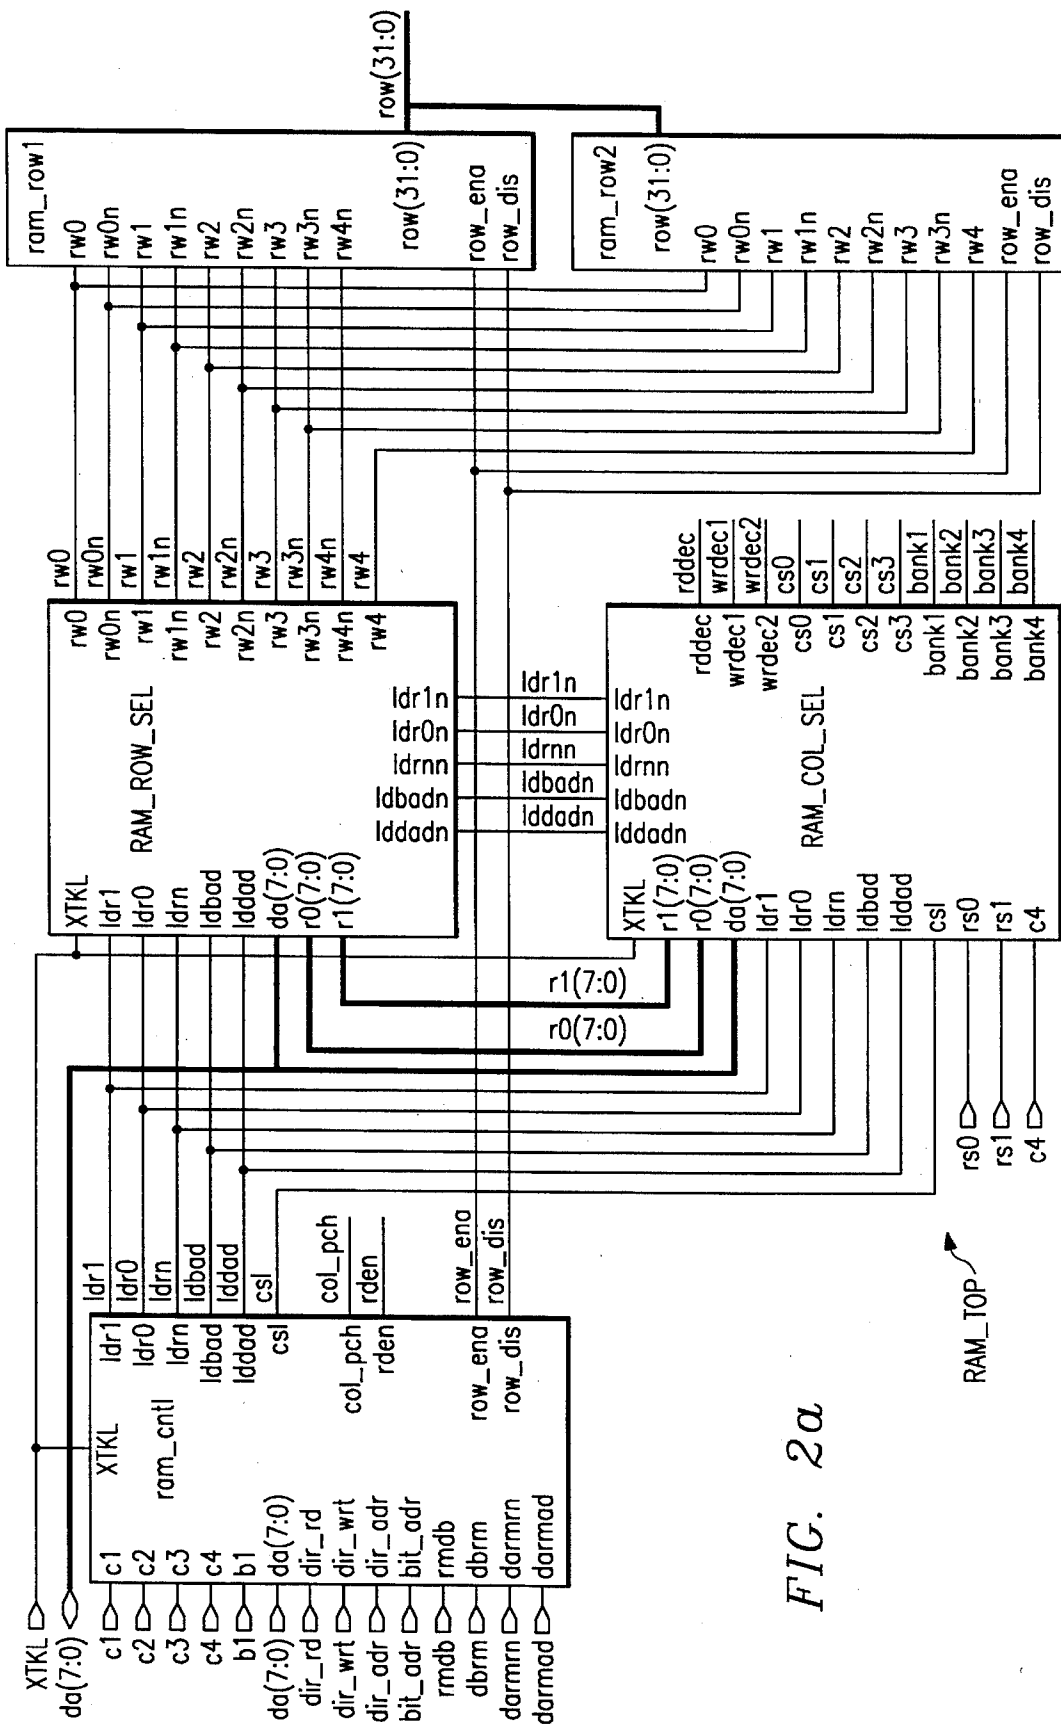 XTKL
da(7:0)
c1
c2
c3
c4
b1
da(7:0)
dir_rd
dir_wrt
dir_adr
bit_adr
rmdb
dbrm
darmrn
darmad
c1
c2
c3
c4
b1
da(7:0)
dir_rd
dir_wrt
dir_adr
bit_adr
rmdb
dbrm
darmrn
darmad
XTKL
ram_cntl
ldr1
ldr0
ldrn
ldbad
lddad
csl
col_pch
rden
row_ena
row_dis
ldr1
ldr0
ldrn
ldbad
lddad
csl
col_pch
rden
row_ena
row_dis
XTKL
ldr1
ldr0
ldrn
ldbad
lddad
da(7:0)
r0(7:0)
r1(7:0)
RAM_ROW_SEL
ldr1n
ldr0n
ldrnn
ldbadn
lddadn
rw0
rw0n
rw1
rw1n
rw2
rw2n
rw3
rw3n
rw4n
rw4
rw0
rw0n
rw1
rw1n
rw2
rw2n
rw3
rw3n
rw4n
rw4
r1(7:0)
r0(7:0)
ldr1n
ldr0n
ldrnn
ldbadn
lddadn
rs0
rs1
c4
XTKL
r1(7:0)
r0(7:0)
da(7:0)
ldr1
ldr0
ldrn
ldbad
lddad
csl
rs0
rs1
c4
RAM_COL_SEL
ldr1n
ldr0n
ldrnn
ldbadn
lddadn
rddec
wrdec1
wrdec2
cs0
cs1
cs2
cs3
bank1
bank2
bank3
bank4
rddec
wrdec1
wrdec2
cs0
cs1
cs2
cs3
bank1
bank2
bank3
bank4
ram_row1
rw0
rw0n
rw1
rw1n
rw2
rw2n
rw3
rw3n
rw4n
row(31:0)
row_ena
row_dis
row(31:0)
ram_row2
row(31:0)
rw0
rw0n
rw1
rw1n
rw2
rw2n
rw3
rw3n
rw4
row_ena
row_dis
RAM_TOP
FIG. 2a